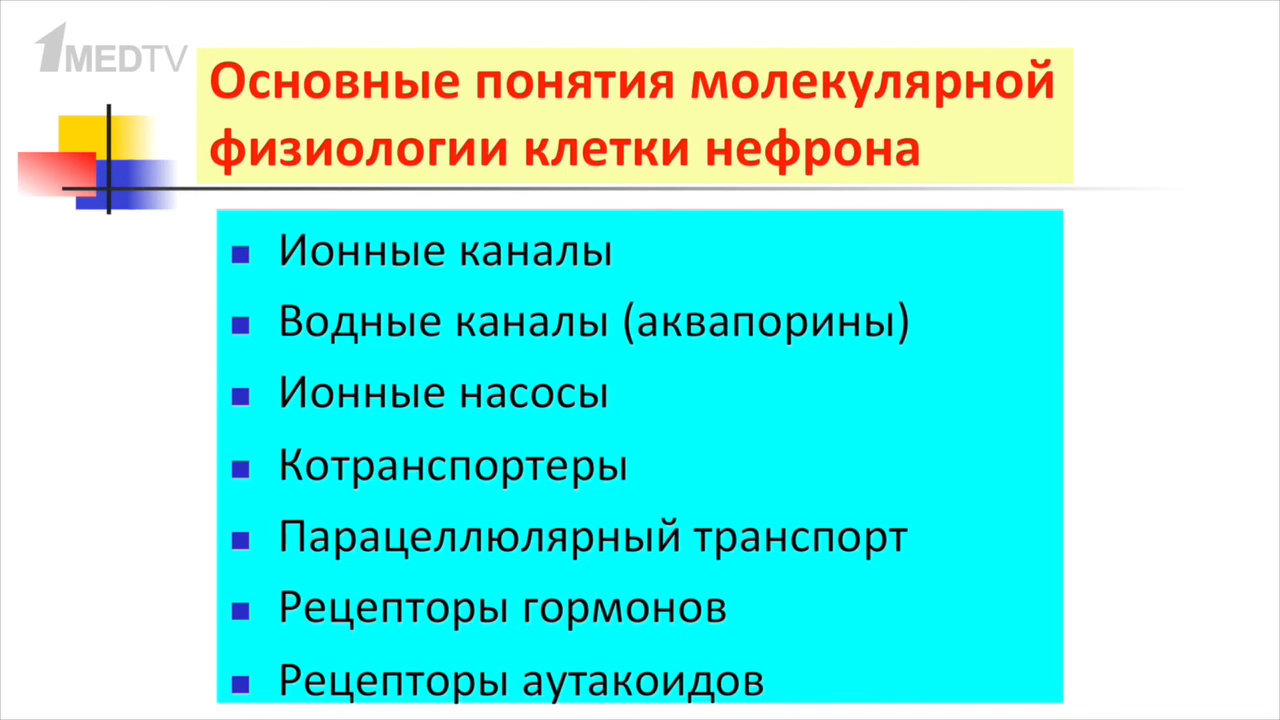 1MEDTV
Основные понятия молекулярной
физиологии клетки нефрона
Ионные каналы
Водные каналы (аквапорины)
Ионные насосы
Котранспортеры
Парацеллюлярный транспорт
Рецепторы гормонов
Рецепторы аутакоидов